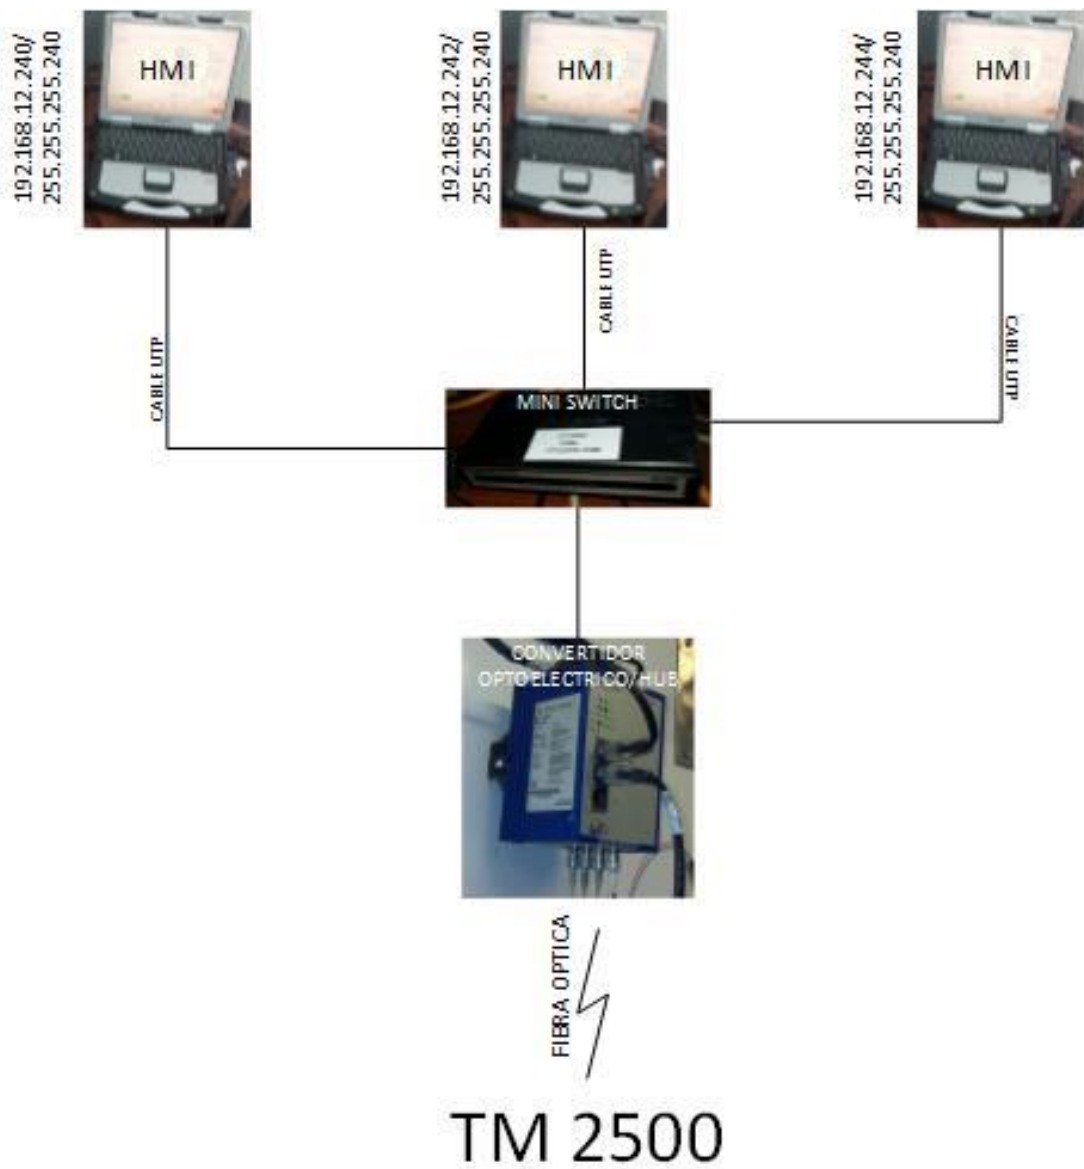 192.168.12.240/
255.255.255.240
HMI
192.168.12.242/
255.255.255.240
HMI
192.168.12.244/
255.255.255.240
HMI
CABLE UTP
CABLE UTP
CABLE UTP
MINI SWITCH
CONVERTIDOR
OPTOELECTRICO/HUB
FIBRA OPTICA
TM 2500